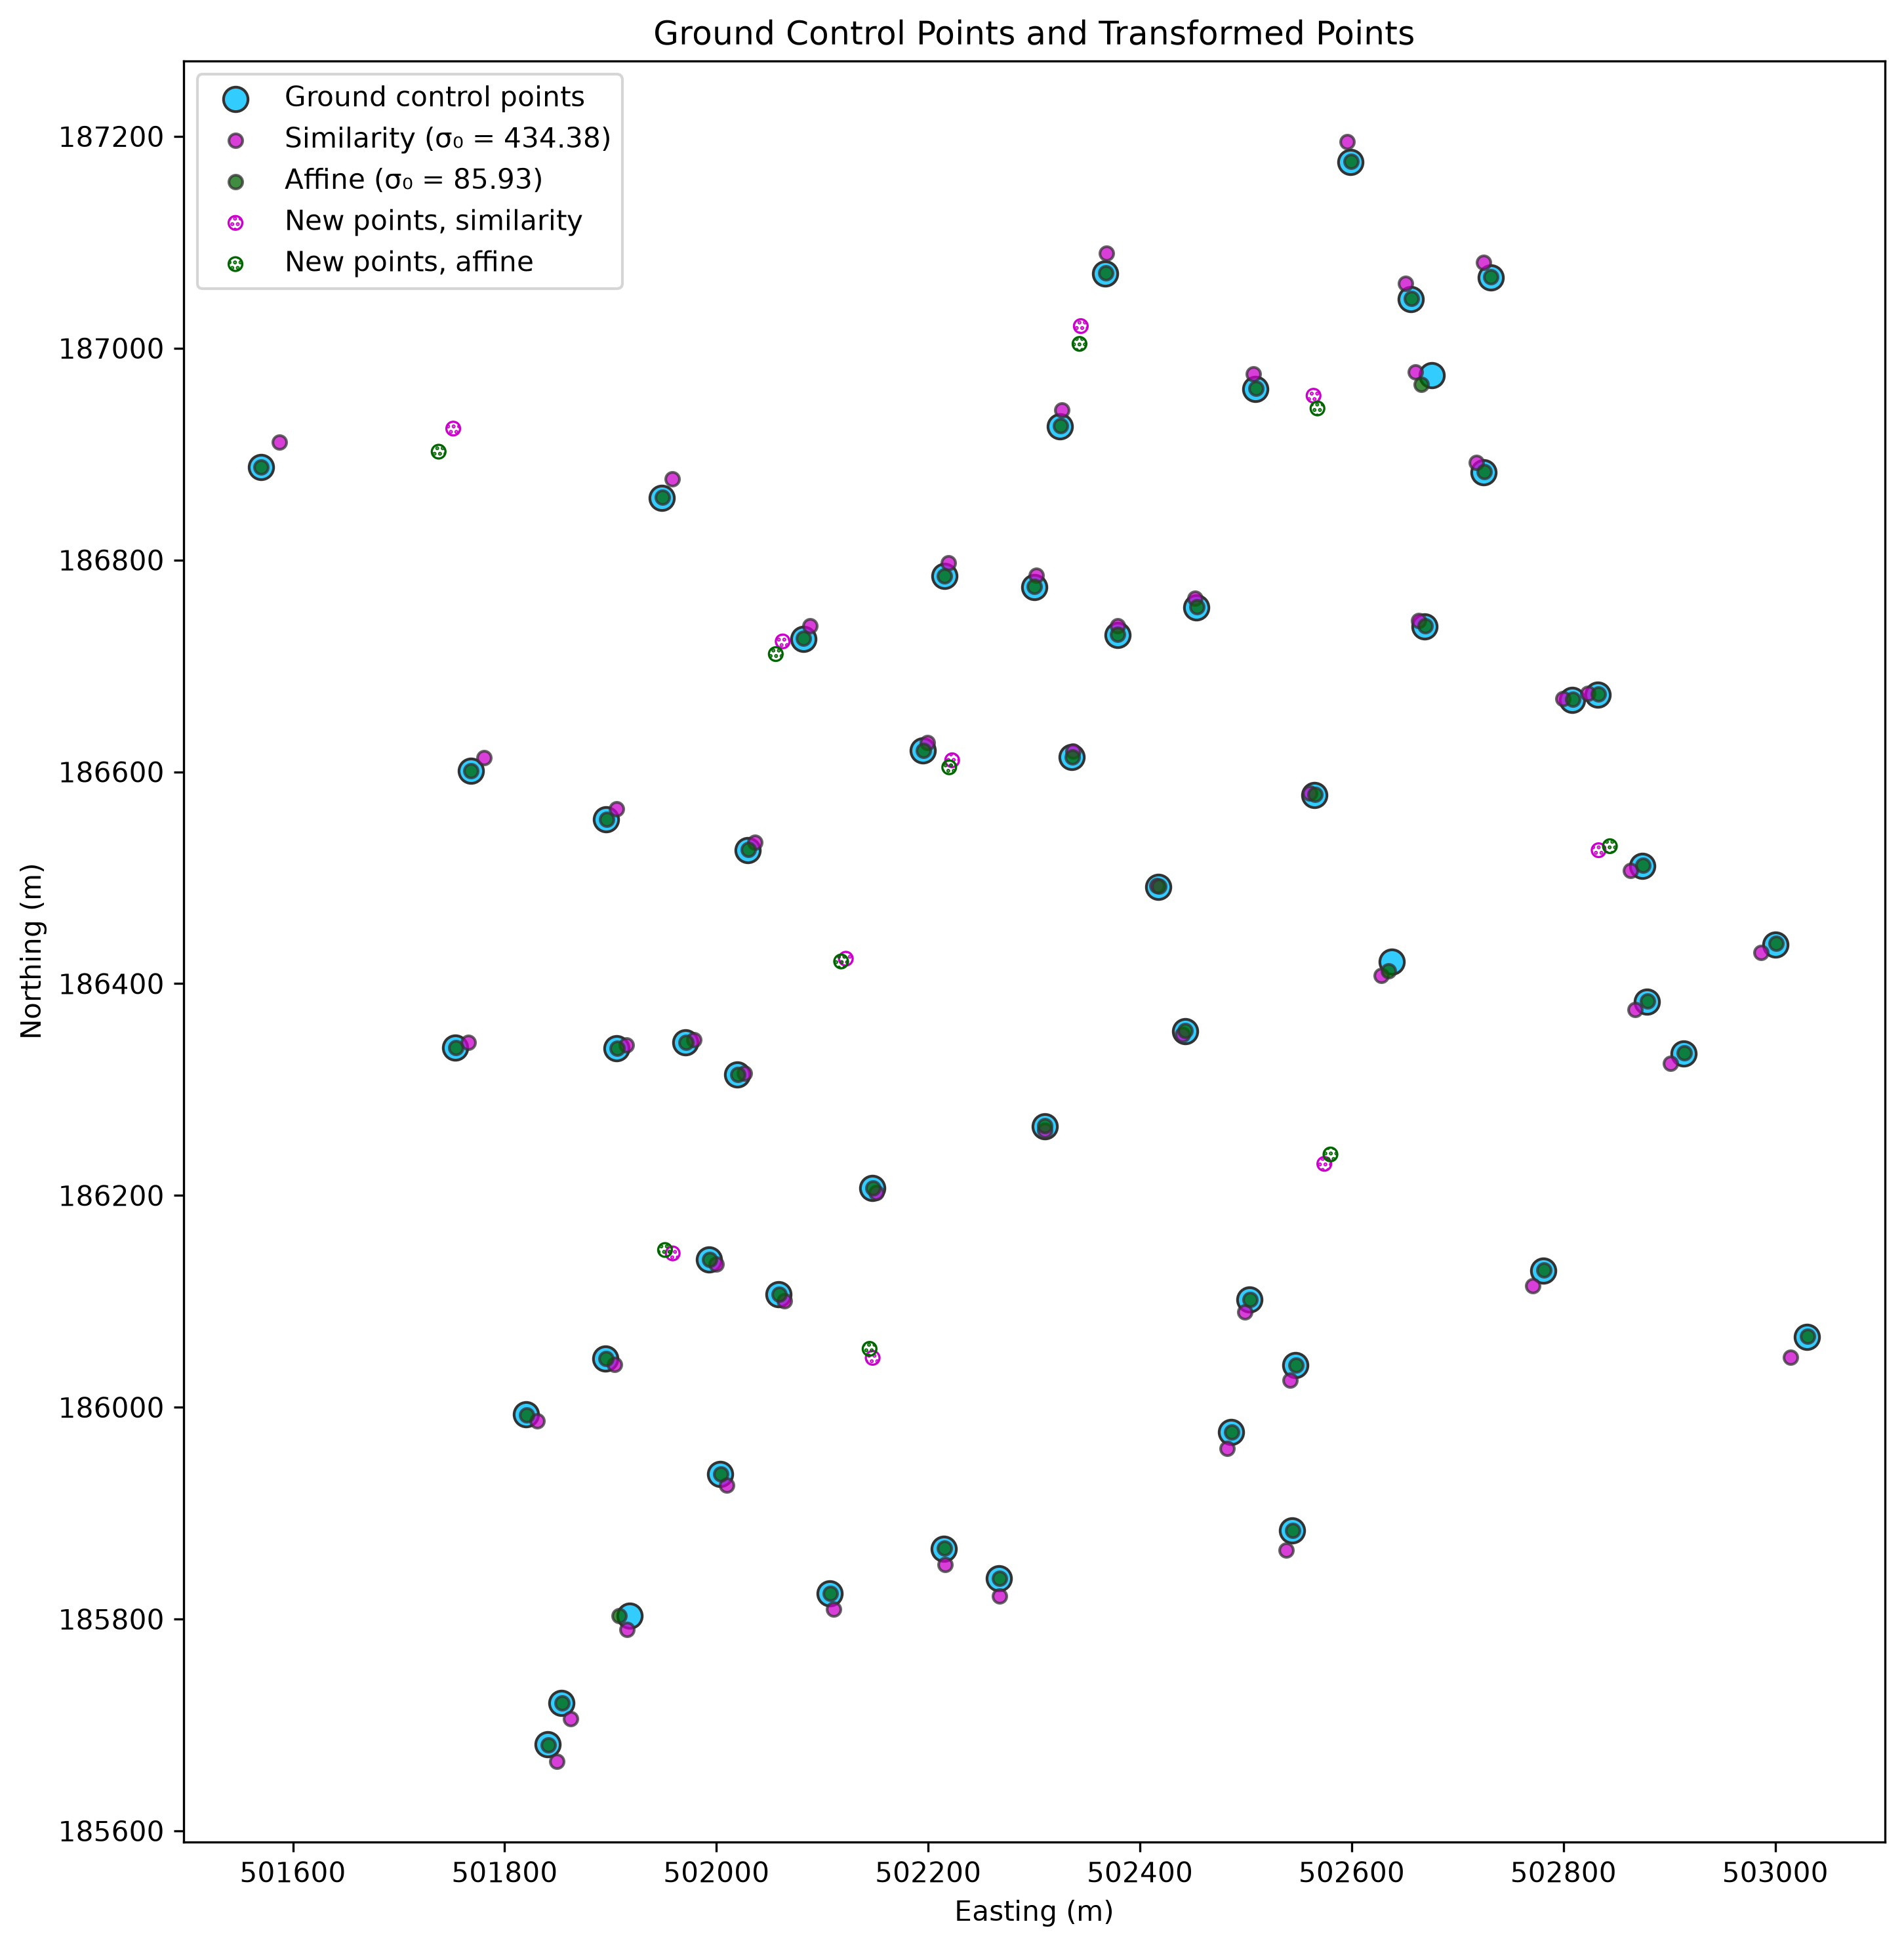 Ground Control Points and Transformed Points
Ground control points
Similarity (σ₀ = 434.38)
Affine (σ₀ = 85.93)
New points, similarity
New points, affine
187200
187000
186800
186600
186400
186200
186000
185800
185600
Northing (m)
501600 501800 502000 502200 502400 502600 502800 503000
Easting (m)